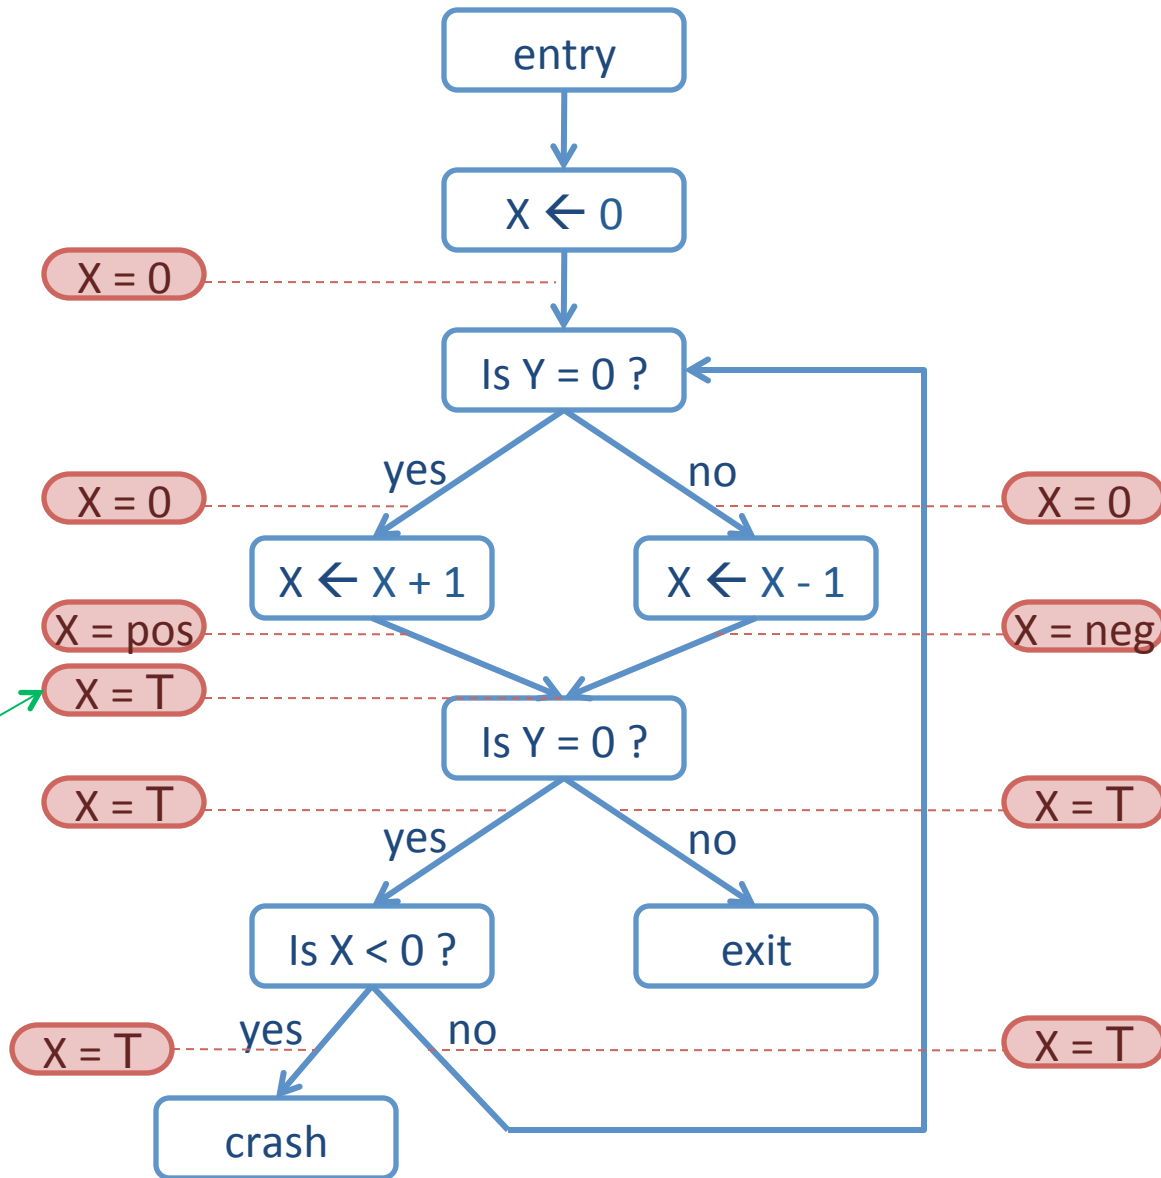 entry
X ← 0
X = 0
Is Y = 0 ?
yes
no
X = 0
X = 0
X ← X + 1
X ← X - 1
X = pos
X = neg
X = T
Is Y = 0 ?
X = T
X = T
yes
no
Is X < 0 ?
exit
yes
no
X = T
X = T
crash